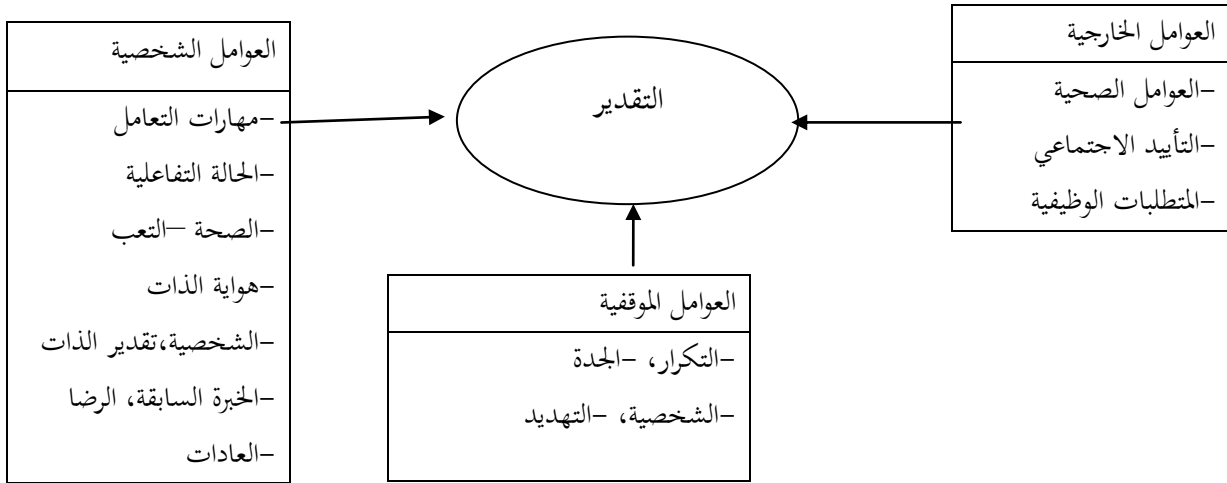 العوامل الخارجية
–العوامل الصحية
–التأييد الاجتماعي
–المتطلبات الوظيفية
التقدير
العوامل الشخصية
–مهارات التعامل
–الحالة التفاعلية
–الصحة –التعب
–هواية الذات
–الشخصية،تقدير الذات
–الخبرة السابقة، الرضا
–العادات
العوامل الموقفية
–التكرار، –الجدة
–الشخصية، –التهديد